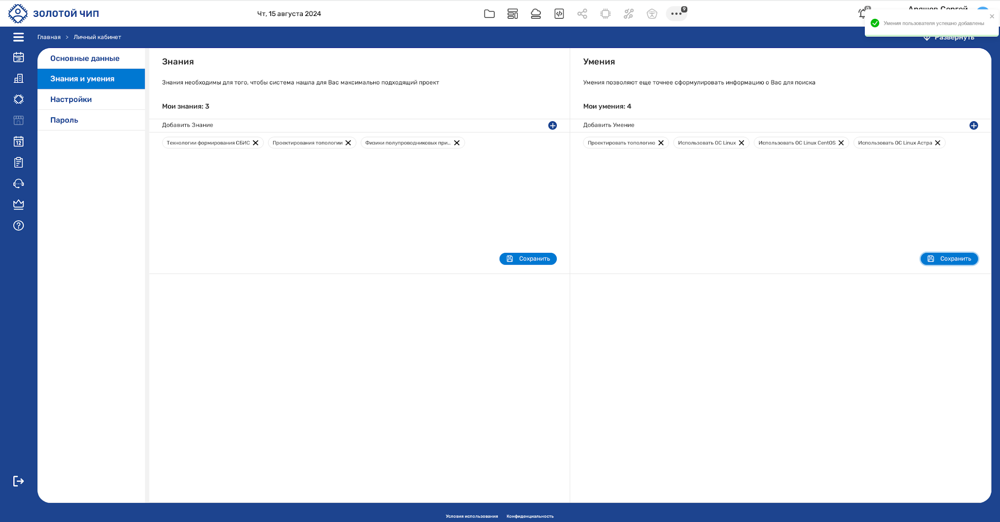 ЗОЛОТОЙ ЧИП
Чт, 15 августа 2024
9
0
Сергей
Умения пользователя успешно добавлены
Главная > Личный кабинет
Развернуть
Основные данные
Знания и умения
Настройки
Пароль
Знания
Знания необходимы для того, чтобы система нашла для Вас максимально подходящий проект
Мои знания: 3
Добавить Знание
Технологии формирования СБИС
Проектирования топологии
Физики полупроводниковых при...
Сохранить
Умения
Умения позволяют еще точнее сформулировать информацию о Вас для поиска
Мои умения: 4
Добавить Умение
Проектировать топологию
Использовать ОС Linux
Использовать ОС Linux CentOS
Использовать ОС Linux Астра
Сохранить
12
Условия использования
Конфиденциальность